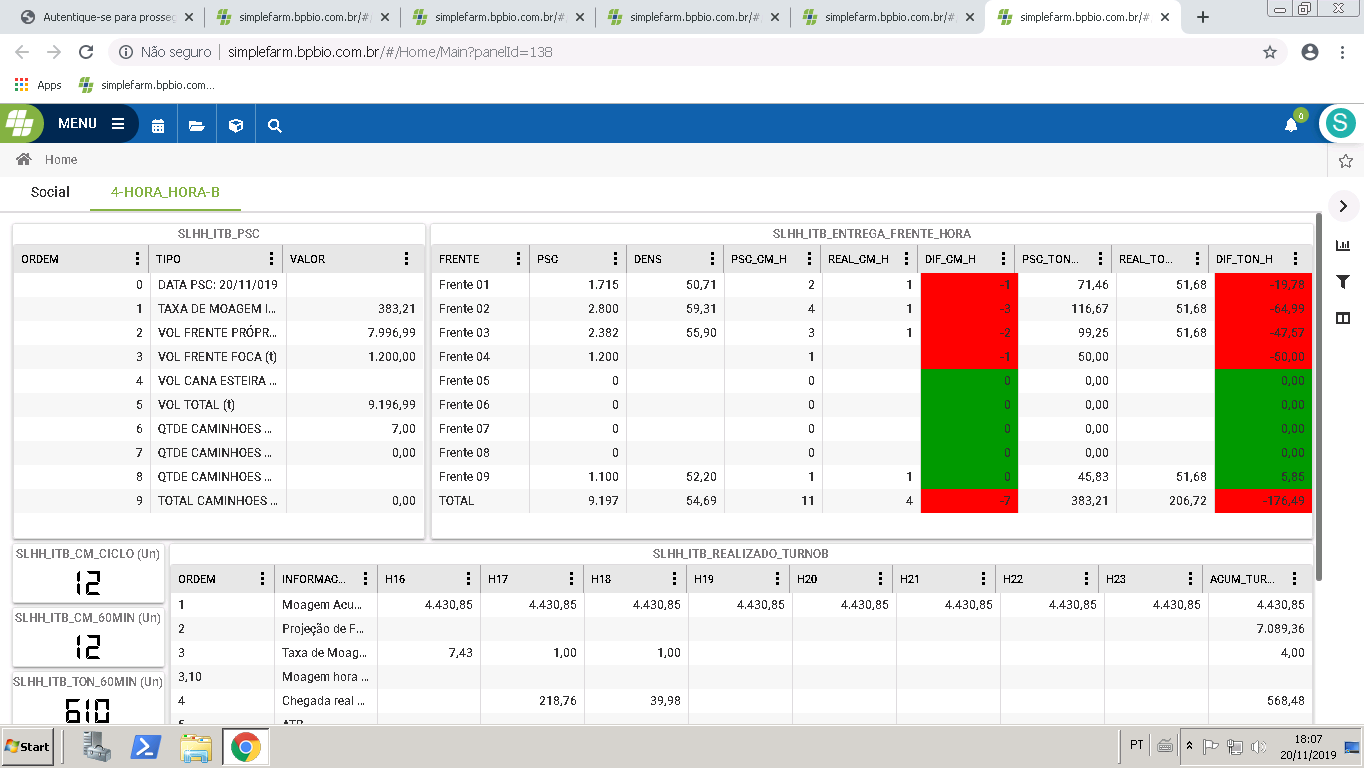 Autentique-se para prosseg
simplefarm.bpbio.com.br/#/
simplefarm.bpbio.com.br/#
simplefarm.bpbio.com.br/#
simplefarm.bpbio.com.br/#
simplefarm.bpbio.com.br/#
Não seguro | simplefarm.bpbio.com.br/#/Home/Main?panelId=138
Apps simplefarm.bpbio.com...
MENU 0 S
Home
Social 4-HORA_HORA-B
SLHH_ITB_PSC
ORDEM TIPO VALOR
0 DATA PSC: 20/11/019
1 TAXA DE MOAGEM I... 383,21
2 VOL FRENTE PRÓPR... 7.996,99
3 VOL FRENTE FOCA (t) 1.200,00
4 VOL CANA ESTEIRA ...
5 VOL TOTAL (t) 9.196,99
6 QTDE CAMINHOES ... 7,00
7 QTDE CAMINHOES ... 0,00
8 QTDE CAMINHOES ...
9 TOTAL CAMINHOES ... 0,00
SLHH_ITB_ENTREGA_FRENTE_HORA
FRENTE PSC DENS PSC_CM_H REAL_CM_H DIF_CM_H PSC_TON... REAL_TO... DIF_TON_H
Frente 01 1.715 50,71 2 1 -1 71,46 51,68 -19,78
Frente 02 2.800 59,31 4 1 -3 116,67 51,68 -64,99
Frente 03 2.382 55,90 3 1 -2 99,25 51,68 -47,57
Frente 04 1.200 1 -1 50,00 -50,00
Frente 05 0 0 0 0,00 0,00
Frente 06 0 0 0 0,00 0,00
Frente 07 0 0 0 0,00 0,00
Frente 08 0 0 0 0,00 0,00
Frente 09 1.100 52,20 1 1 0 45,83 51,68 5,85
TOTAL 9.197 54,69 11 4 -7 383,21 206,72 -176,49
SLHH_ITB_CM_CICLO (Un)
12
SLHH_ITB_CM_60MIN (Un)
12
SLHH_ITB_TON_60MIN (Un)
610
SLHH_ITB_REALIZADO_TURNOB
ORDEM INFORMAC... H16 H17 H18 H19 H20 H21 H22 H23 ACUM_TUR...
1 Moagem Acu... 4.430,85 4.430,85 4.430,85 4.430,85 4.430,85 4.430,85 4.430,85 4.430,85 4.430,85
2 Projeção de F... 7.089,36
3 Taxa de Moag... 7,43 1,00 1,00 4,00
3,10 Moagem hora ...
4 Chegada real ... 218,76 39,98 568,48
Start PT 18:07
20/11/2019